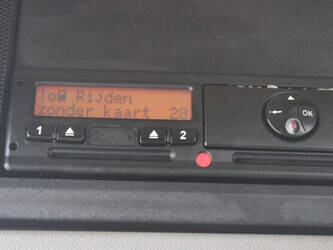 !o Rijden
zonder kaart 28
1 2
OK